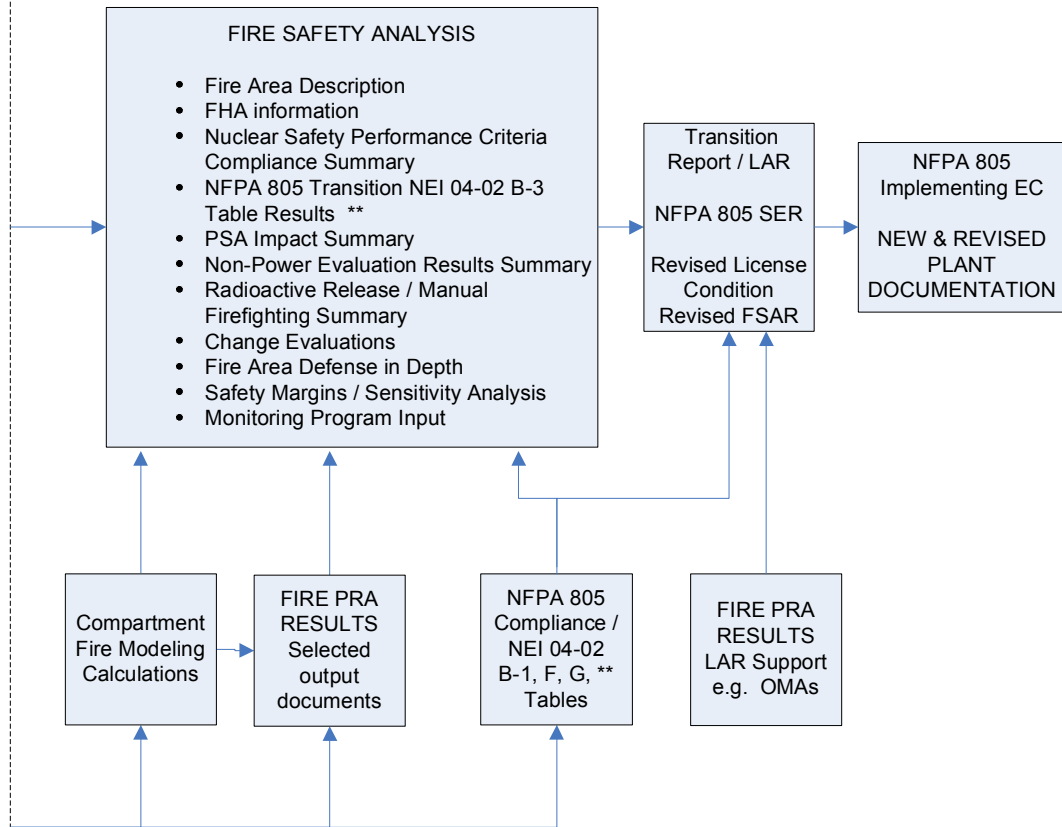 FIRE SAFETY ANALYSIS
• Fire Area Description
• FHA information
• Nuclear Safety Performance Criteria
Compliance Summary
• NFPA 805 Transition NEI 04-02 B-3
Table Results **
• PSA Impact Summary
• Non-Power Evaluation Results Summary
• Radioactive Release / Manual
Firefighting Summary
• Change Evaluations
• Fire Area Defense in Depth
• Safety Margins / Sensitivity Analysis
• Monitoring Program Input
Transition
Report / LAR
NFPA 805 SER
Revised License
Condition
Revised FSAR
NFPA 805
Implementing EC
NEW & REVISED
PLANT
DOCUMENTATION
Compartment
Fire Modeling
Calculations
FIRE PRA
RESULTS
Selected
output
documents
NFPA 805
Compliance /
NEI 04-02
B-1, F, G, **
Tables
FIRE PRA
RESULTS
LAR Support
e.g. OMAs